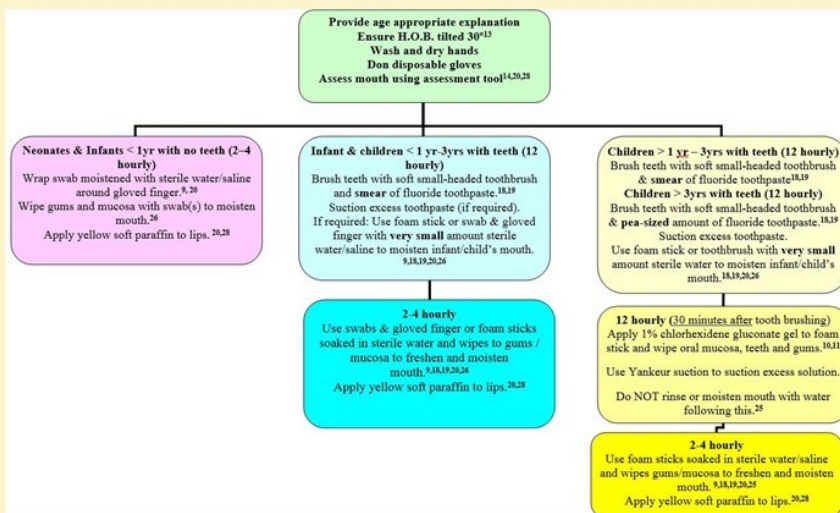 Provide age appropriate explanation
Ensure H.O.B. tilted 30°¹³
Wash and dry hands
Don disposable gloves
Assess mouth using assessment tool¹⁴,²⁰,²⁸
Neonates & Infants < 1yr with no teeth (2–4
hourly)
Wrap swab moistened with sterile water/saline
around gloved finger.⁹, ²⁰
Wipe gums and mucosa with swab(s) to moisten
mouth.²⁶
Apply yellow soft paraffin to lips. ²⁰,²⁸
Infant & children < 1 yr-3yrs with teeth (12
hourly)
Brush teeth with soft small-headed toothbrush
and smear of fluoride toothpaste.¹⁸,¹⁹
Suction excess toothpaste (if required).
If required: Use foam stick or swab & gloved
finger with very small amount sterile
water/saline to moisten infant/child's mouth.
⁹,¹⁸,¹⁹,²⁰,²⁶
2-4 hourly
Use swabs & gloved finger or foam sticks
soaked in sterile water and wipes to gums /
mucosa to freshen and moisten
mouth.⁹,¹⁸,¹⁹,²⁰,²⁶
Apply yellow soft paraffin to lips.²⁰,²⁸
Children > 1 yr – 3yrs with teeth (12 hourly)
Brush teeth with soft small-headed toothbrush
& smear of fluoride toothpaste¹⁸,¹⁹
Children > 3yrs with teeth (12 hourly)
Brush teeth with soft small-headed toothbrush
& pea-sized amount of fluoride toothpaste.¹⁸,¹⁹
Suction excess toothpaste.
Use foam stick or toothbrush with very small
amount sterile water to moisten infant/child's
mouth.¹⁸,¹⁹,²⁰,²⁶
12 hourly (30 minutes after tooth brushing)
Apply 1% chlorhexidene gluconate gel to foam
stick and wipe oral mucosa, teeth and gums.¹⁰,¹¹
Use Yankeur suction to suction excess solution.
Do NOT rinse or moisten mouth with water
following this.²⁵
2-4 hourly
Use foam sticks soaked in sterile water/saline
and wipes gums/mucosa to freshen and moisten
mouth. ⁹,¹⁸,¹⁹,²⁰,²⁵
Apply yellow soft paraffin to lips.²⁰,²⁸